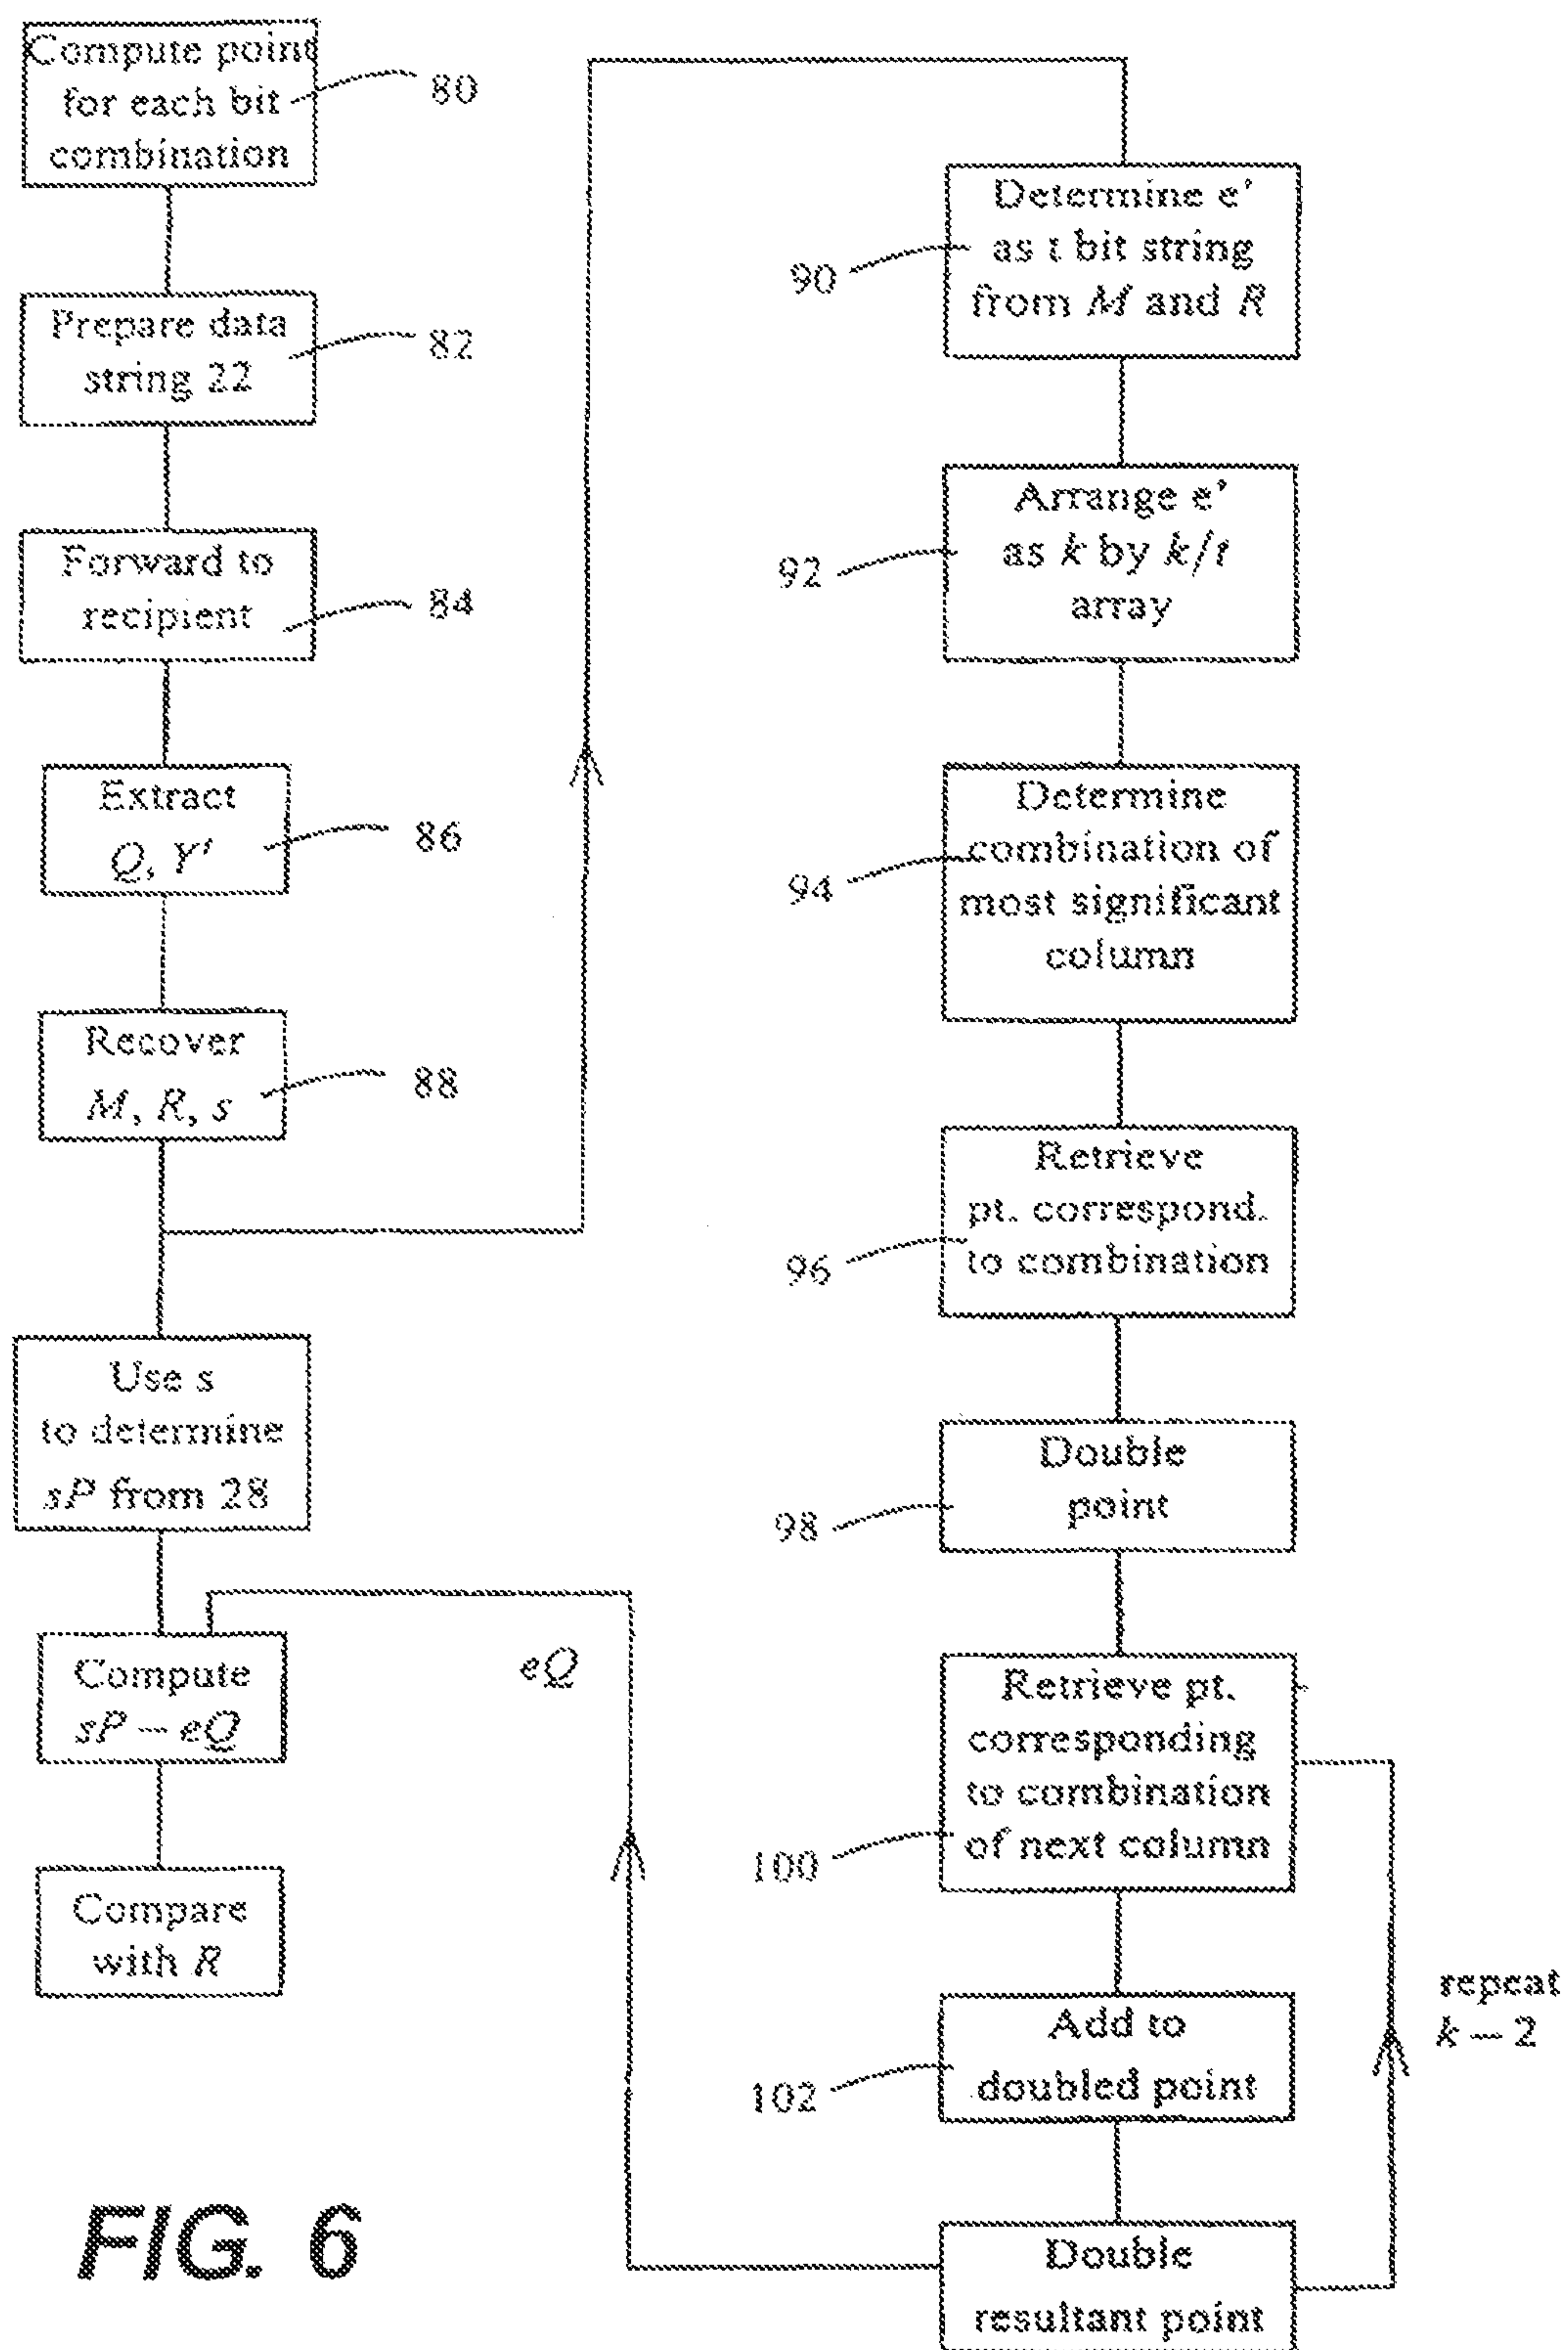 Compute point
for each bit
combination
80
Prepare data
string 22
82
Forward to
recipient
84
Extract
Q, Y'
86
Recover
M, R, s
88
Use s
to determine
sP from 28
Compute
sP – eQ
Compare
with R
eQ
Determine e'
as t bit string
from M and R
90
Arrange e'
as k by k/t
array
92
Determine
combination of
most significant
column
94
Retrieve
pt. correspond.
to combination
96
Double
point
98
Retrieve pt.
corresponding
to combination
of next column
100
Add to
doubled point
102
Double
resultant point
repeat
k – 2
FIG. 6